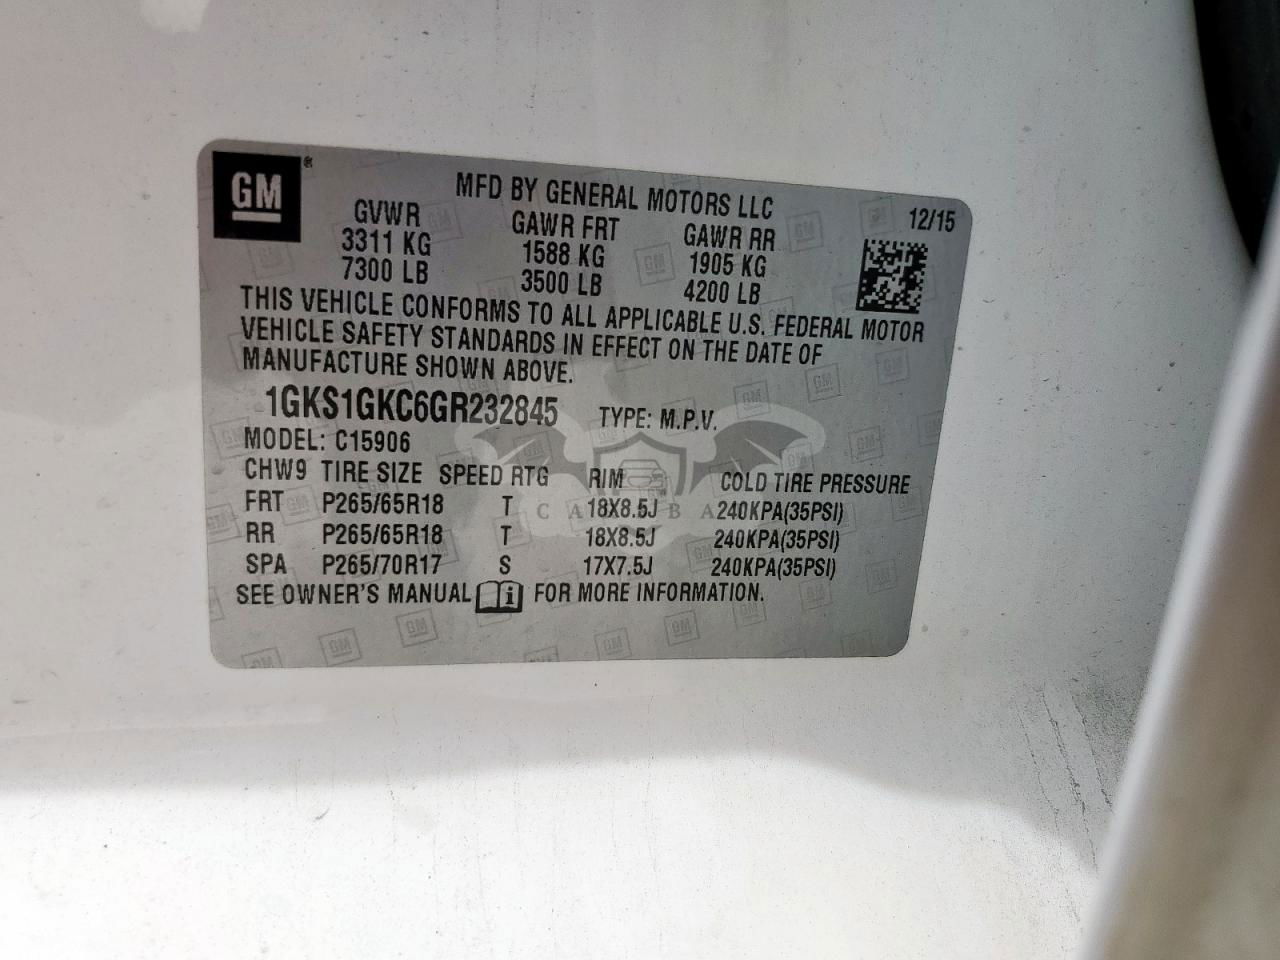 GM ®
MFD BY GENERAL MOTORS LLC 12/15
GVWR GAWR FRT GAWR RR
3311 KG 1588 KG 1905 KG
7300 LB 3500 LB 4200 LB
THIS VEHICLE CONFORMS TO ALL APPLICABLE U.S. FEDERAL MOTOR
VEHICLE SAFETY STANDARDS IN EFFECT ON THE DATE OF
MANUFACTURE SHOWN ABOVE.
1GKS1GKC6GR232845 TYPE: M.P.V.
MODEL: C15906
CHW9 TIRE SIZE SPEED RTG RIM COLD TIRE PRESSURE
FRT P265/65R18 T 18X8.5J 240KPA(35PSI)
RR P265/65R18 T 18X8.5J 240KPA(35PSI)
SPA P265/70R17 S 17X7.5J 240KPA(35PSI)
SEE OWNER'S MANUAL i FOR MORE INFORMATION.